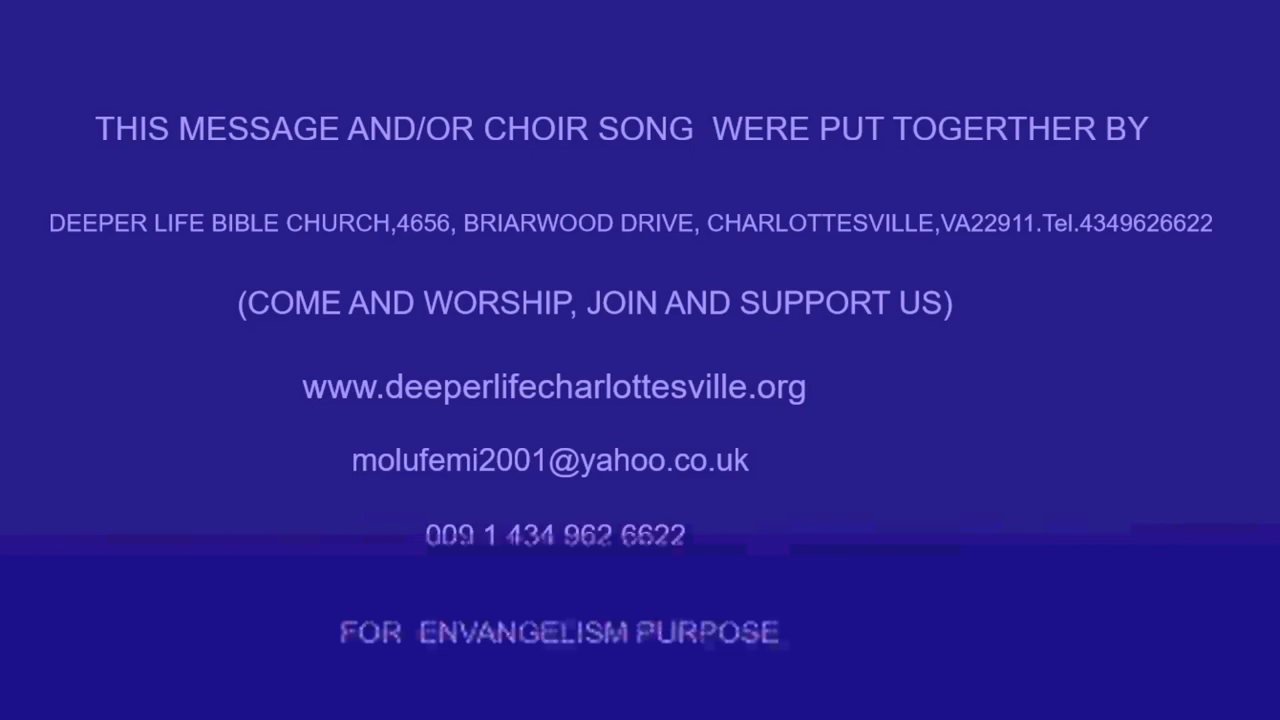 THIS MESSAGE AND/OR CHOIR SONG  WERE PUT TOGERTHER BY
DEEPER LIFE BIBLE CHURCH,4656, BRIARWOOD DRIVE, CHARLOTTESVILLE,VA22911.Tel.4349626622
(COME AND WORSHIP, JOIN AND SUPPORT US)
www.deeperlifecharlottesville.org
molufemi2001@yahoo.co.uk
009 1 434 962 6622
FOR  ENVANGELISM PURPOSE